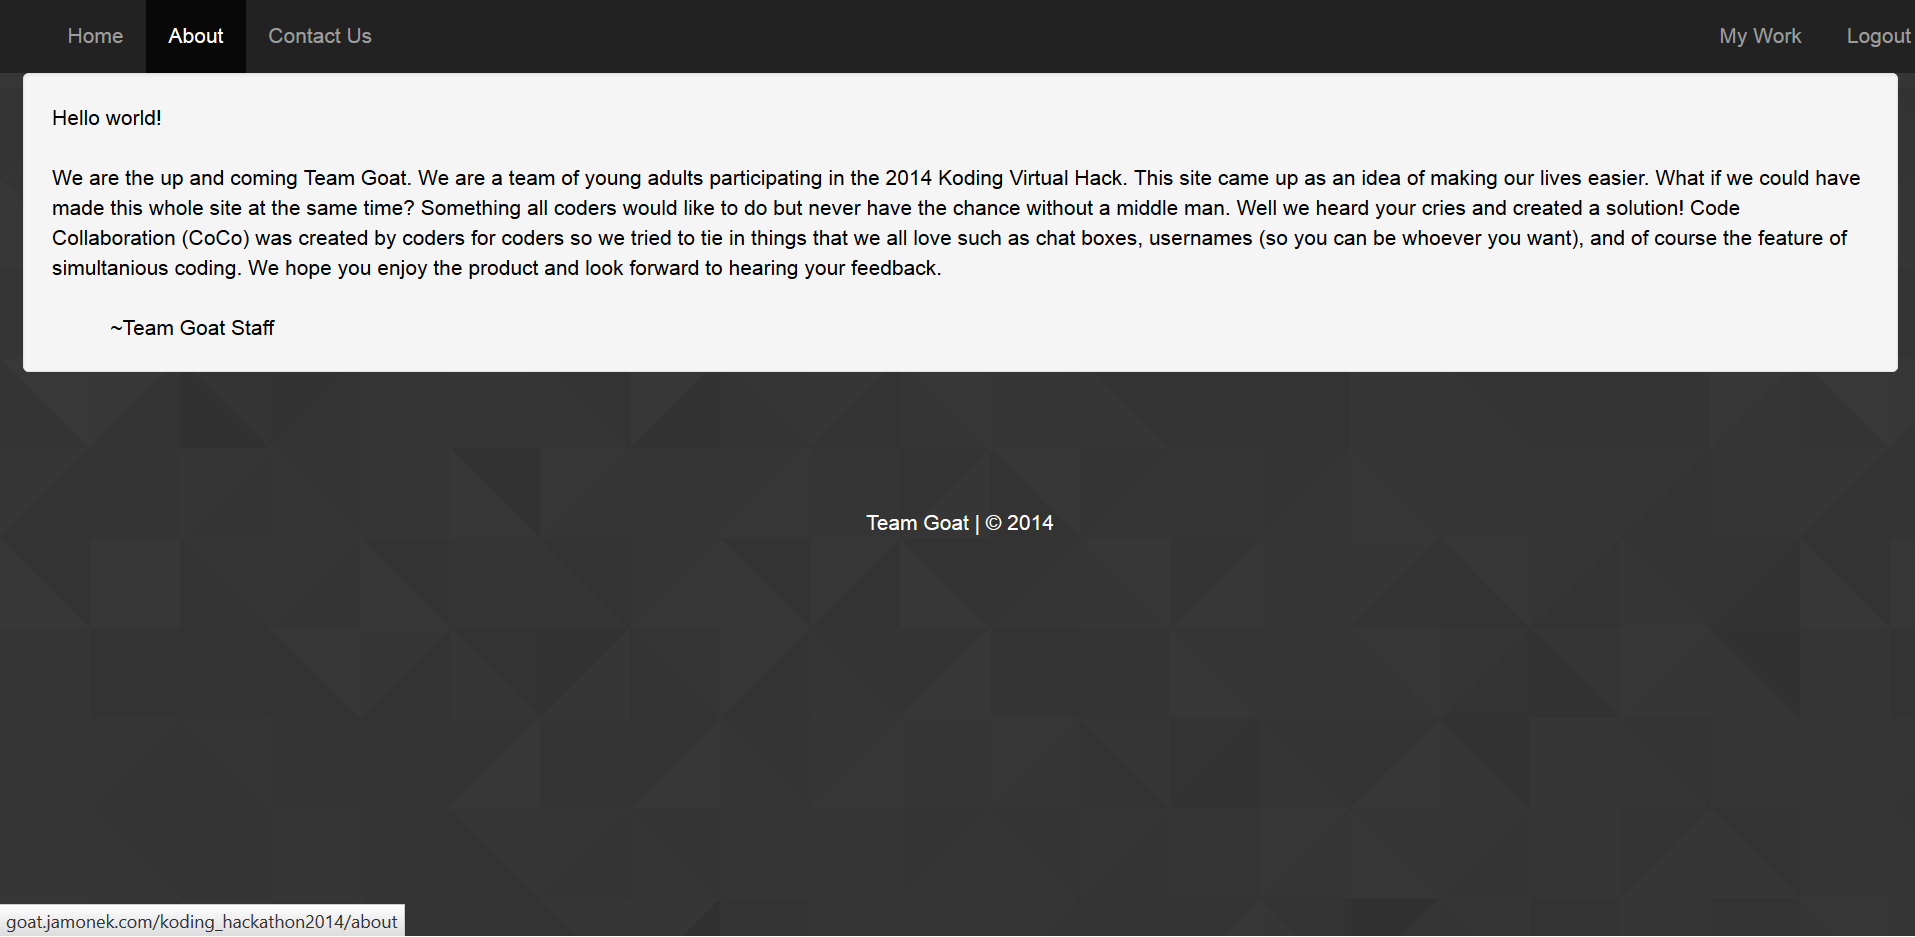 Home About Contact Us My Work Logout
Hello world!
We are the up and coming Team Goat. We are a team of young adults participating in the 2014 Koding Virtual Hack. This site came up as an idea of making our lives easier. What if we could have
made this whole site at the same time? Something all coders would like to do but never have the chance without a middle man. Well we heard your cries and created a solution! Code
Collaboration (CoCo) was created by coders for coders so we tried to tie in things that we all love such as chat boxes, usernames (so you can be whoever you want), and of course the feature of
simultanious coding. We hope you enjoy the product and look forward to hearing your feedback.
~Team Goat Staff
Team Goat | © 2014
goat.jamonek.com/koding_hackathon2014/about